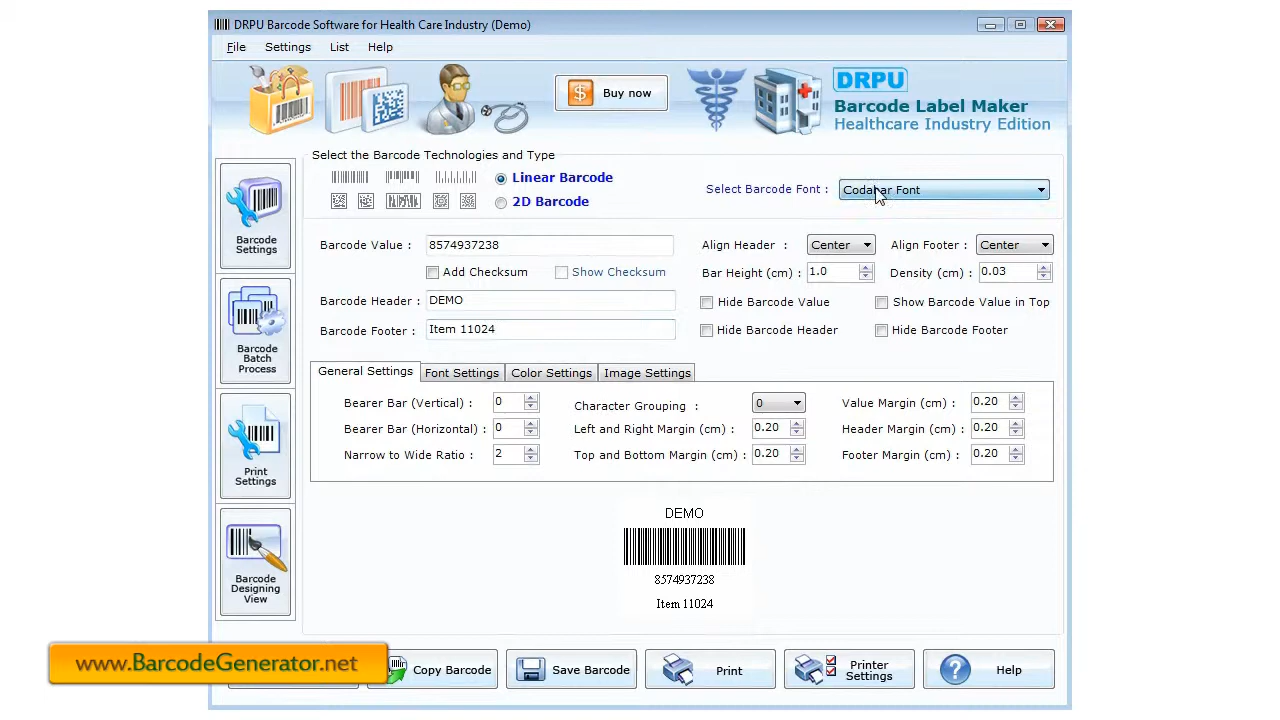 DRPU Barcode Software for Health Care Industry (Demo)
File Settings List Help
Buy now
DRPU
Barcode Label Maker
Healthcare Industry Edition
Select the Barcode Technologies and Type
Linear Barcode
2D Barcode
Select Barcode Font :
Codabar Font
Barcode Settings
Barcode Batch Process
Print Settings
Barcode Designing View
Barcode Value : 8574937238
Add Checksum Show Checksum
Barcode Header : DEMO
Barcode Footer : Item 11024
Align Header : Center Align Footer : Center
Bar Height (cm) : 1.0 Density (cm) : 0.03
Hide Barcode Value Show Barcode Value in Top
Hide Barcode Header Hide Barcode Footer
General Settings Font Settings Color Settings Image Settings
Bearer Bar (Vertical) : 0 Character Grouping : 0 Value Margin (cm) : 0.20
Bearer Bar (Horizontal) : 0 Left and Right Margin (cm) : 0.20 Header Margin (cm) : 0.20
Narrow to Wide Ratio : 2 Top and Bottom Margin (cm) : 0.20 Footer Margin (cm) : 0.20
DEMO
8574937238
Item 11024
www.BarcodeGenerator.net
Copy Barcode Save Barcode Print Printer Settings Help